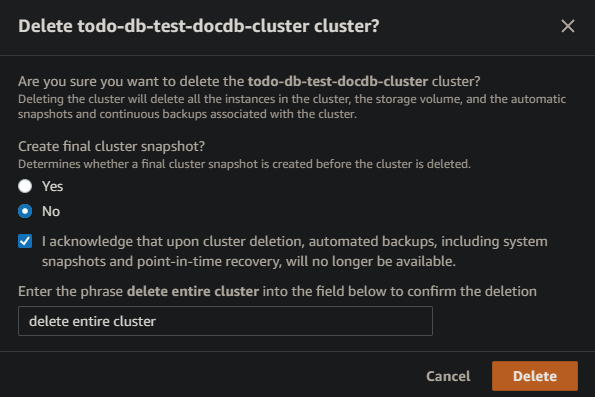 Delete todo-db-test-docdb-cluster cluster?
Are you sure you want to delete the todo-db-test-docdb-cluster cluster?
Deleting the cluster will delete all the instances in the cluster, the storage volume, and the automatic
snapshots and continuous backups associated with the cluster.
Create final cluster snapshot?
Determines whether a final cluster snapshot is created before the cluster is deleted.
Yes
No
I acknowledge that upon cluster deletion, automated backups, including system
snapshots and point-in-time recovery, will no longer be available.
Enter the phrase delete entire cluster into the field below to confirm the deletion
delete entire cluster
Cancel Delete